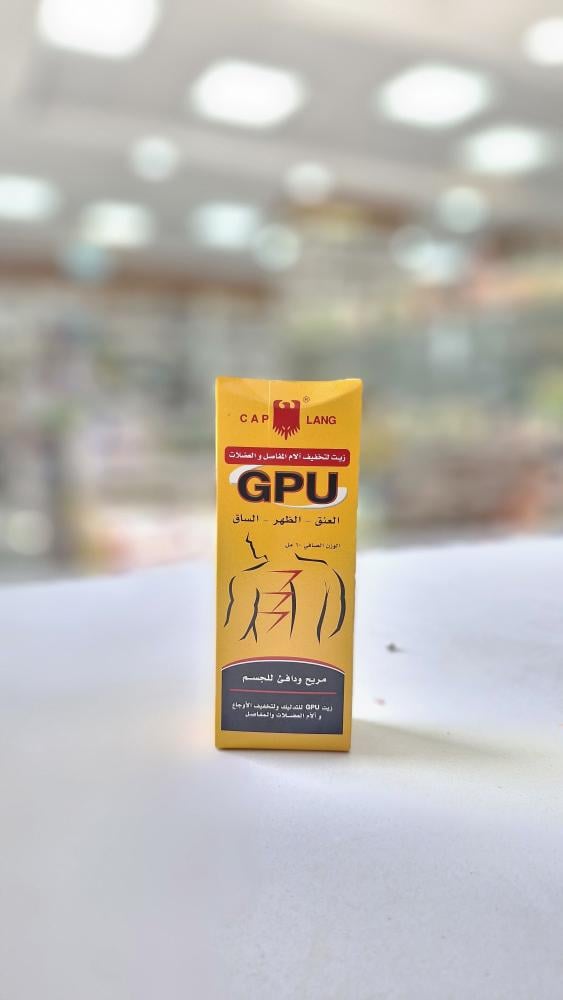 CAP LANG
®
زيت لتخفيف آلام المفاصل و العضلات
GPU
العنق - الظهر - الساق
الوزن الصافي ٦٠ مل
مريح ودافئ للجسم
زيت GPU للتدليك ولتخفيف الأوجاع
و آلام العضلات والمفاصل